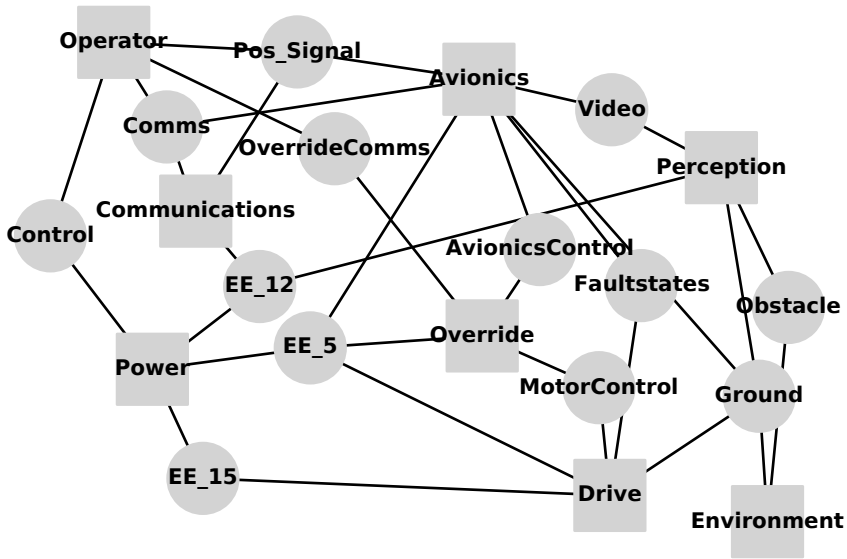 Operator
Pos_Signal
Avionics
Video
Comms
OverrideComms
Perception
Communications
Control
AvionicsControl
EE_12
Faultstates
Obstacle
Override
EE_5
Power
MotorControl
Ground
EE_15
Drive
Environment